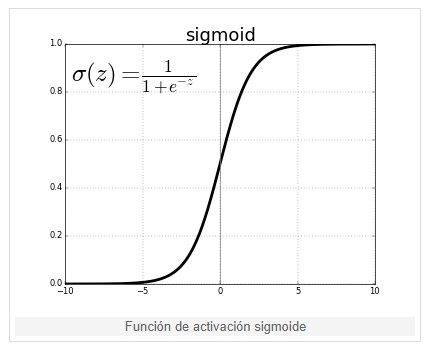 sigmoid
σ(z) = 1 / (1 + e^{-z})
1.0
0.8
0.6
0.4
0.2
0.0
−10 −5 0 5 10
Función de activación sigmoide